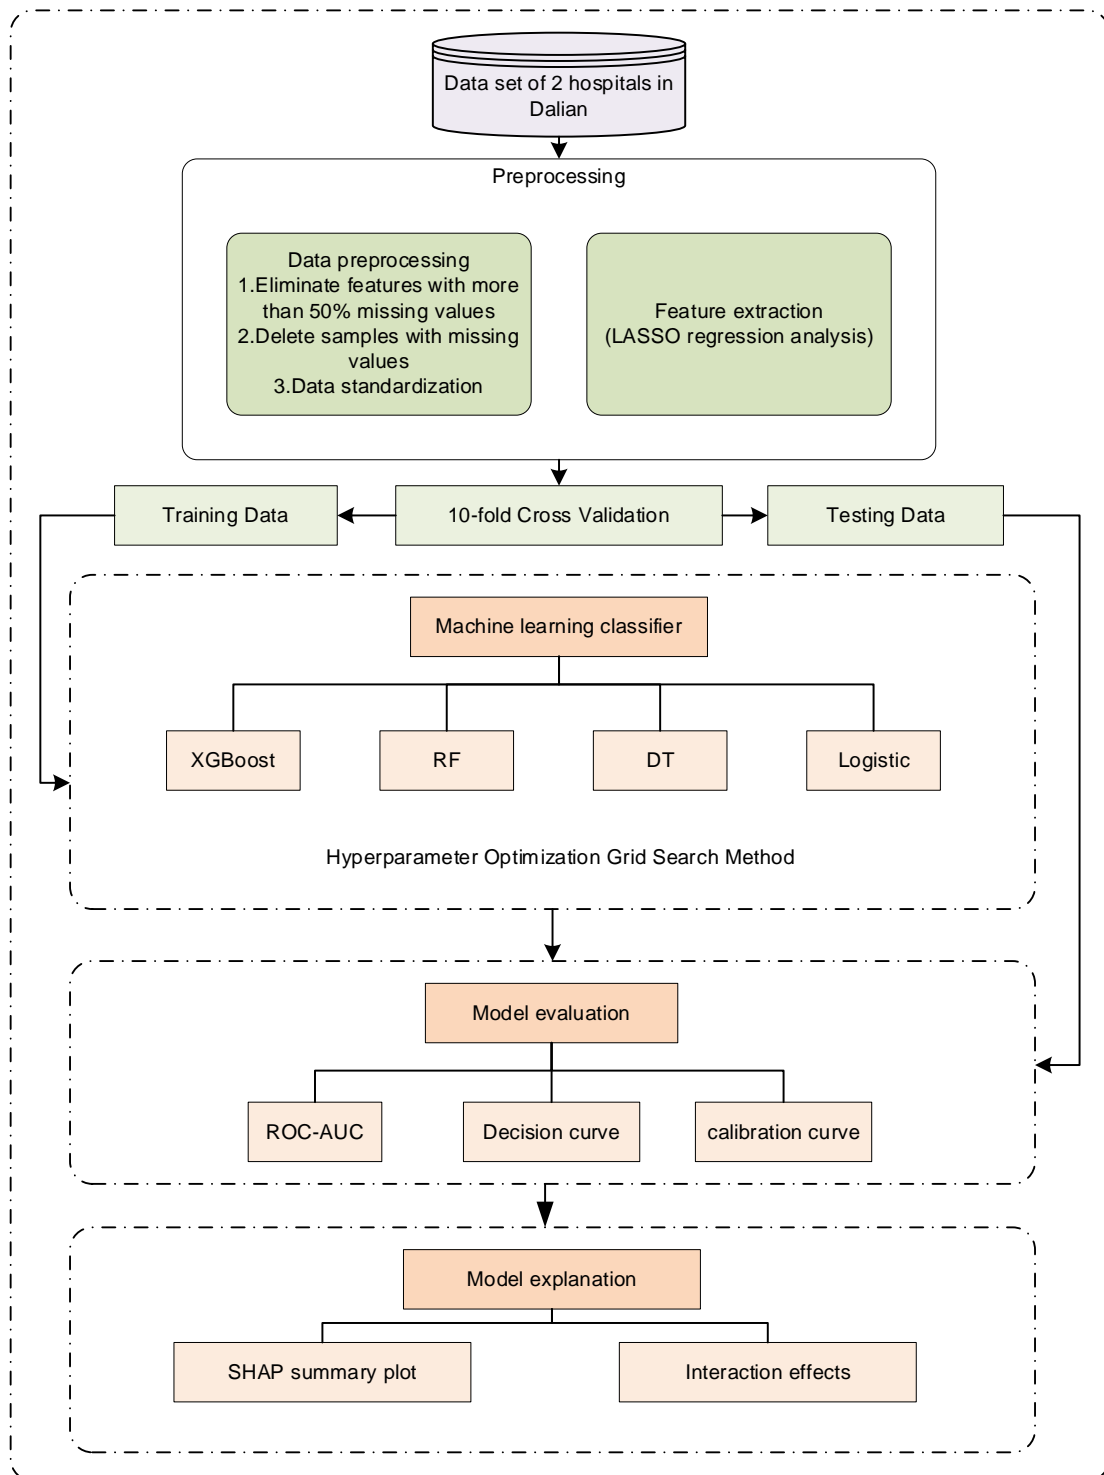 Data set of 2 hospitals in
Dalian
Preprocessing
Data preprocessing
1.Eliminate features with more
than 50% missing values
2.Delete samples with missing
values
3.Data standardization
Feature extraction
(LASSO regression analysis)
Training Data
10-fold Cross Validation
Testing Data
Machine learning classifier
XGBoost
RF
DT
Logistic
Hyperparameter Optimization Grid Search Method
Model evaluation
ROC-AUC
Decision curve
calibration curve
Model explanation
SHAP summary plot
Interaction effects